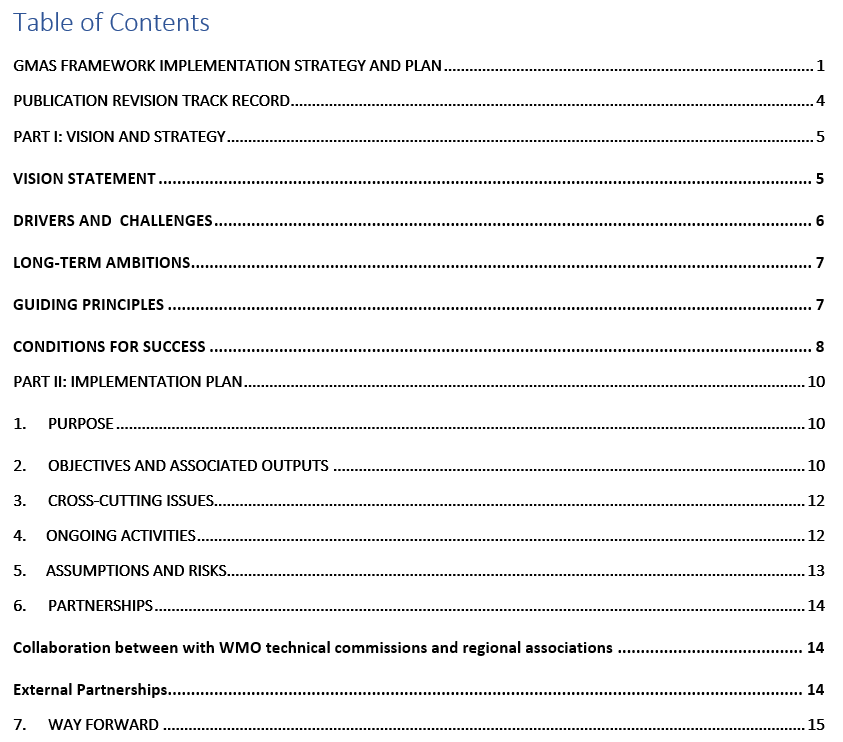 Table of Contents
GMAS FRAMEWORK IMPLEMENTATION STRATEGY AND PLAN 1
PUBLICATION REVISION TRACK RECORD 4
PART I: VISION AND STRATEGY 5
VISION STATEMENT 5
DRIVERS AND  CHALLENGES 6
LONG-TERM AMBITIONS 7
GUIDING PRINCIPLES 7
CONDITIONS FOR SUCCESS 8
PART II: IMPLEMENTATION PLAN 10
1. PURPOSE 10
2. OBJECTIVES AND ASSOCIATED OUTPUTS 10
3. CROSS-CUTTING ISSUES 12
4. ONGOING ACTIVITIES 12
5. ASSUMPTIONS AND RISKS 13
6. PARTNERSHIPS 14
Collaboration between with WMO technical commissions and regional associations 14
External Partnerships 14
7. WAY FORWARD 15